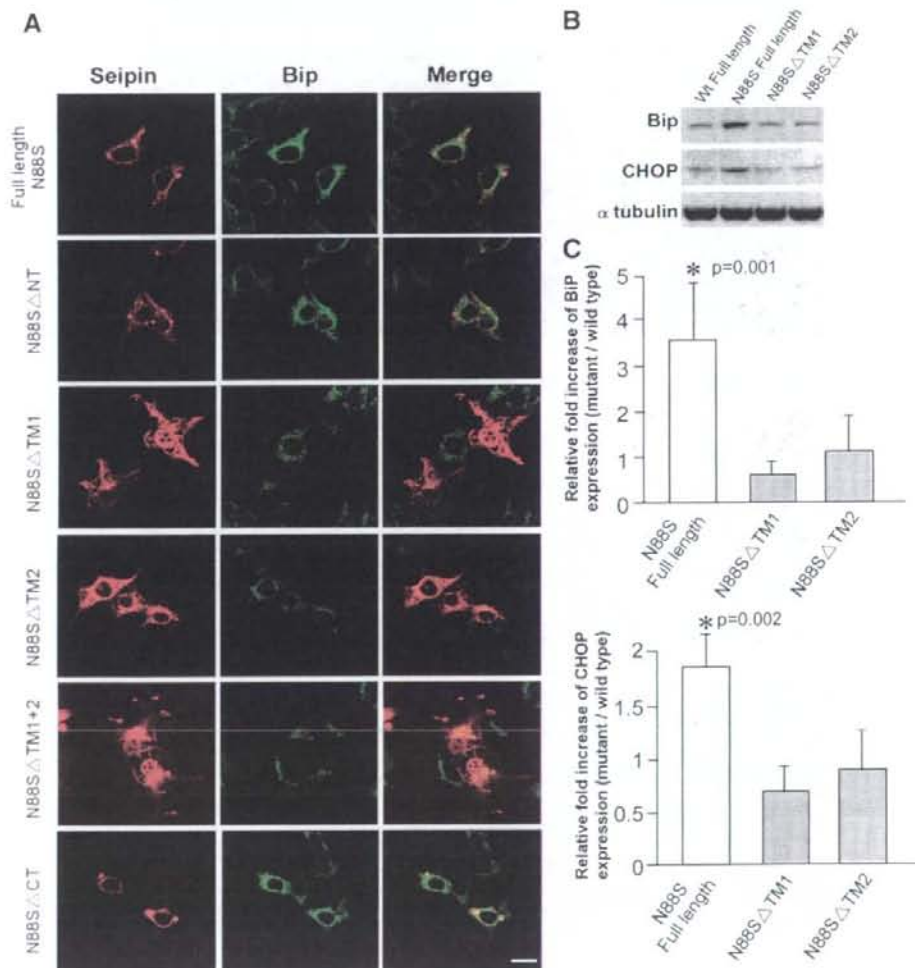 A
Seipin Bip Merge
Full length
N88S
N88S△NT
N88S△TM1
N88S△TM2
N88S△TM1+2
N88S△CT
B
Wt Full length
N88S Full length
N88S△TM1
N88S△TM2
Bip
CHOP
α tubulin
C
Relative fold increase of BiP
expression (mutant / wild type)
5
4
3
2
1
0
* p=0.001
N88S
Full length
N88S△TM1
N88S△TM2
Relative fold increase of CHOP
expression (mutant / wild type)
2
1.5
1
0.5
0
* p=0.002
N88S
Full length
N88S△TM1
N88S△TM2